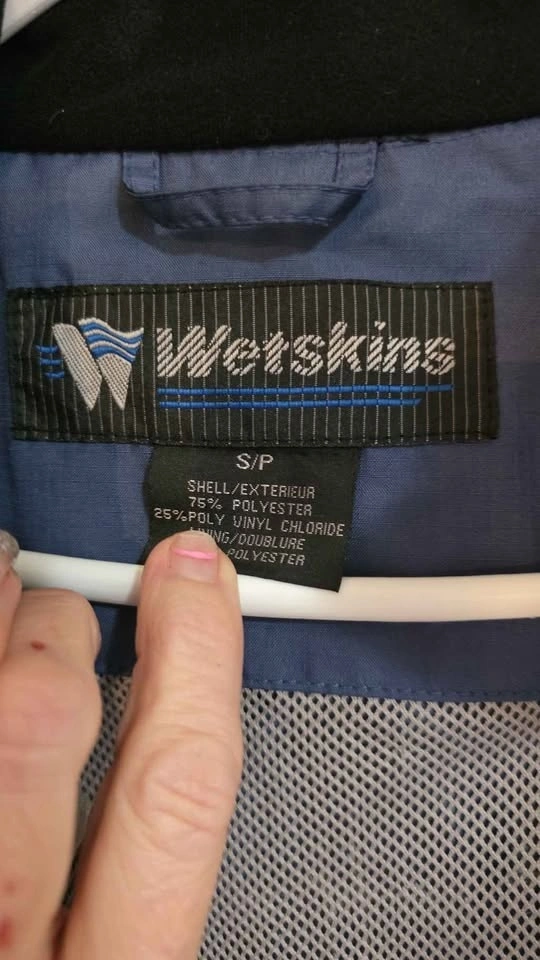 Wetskins
S/P
SHELL/EXTERIEUR
75% POLYESTER
25%POLY VINYL CHLORIDE
/DOUBLURE
POLYESTER